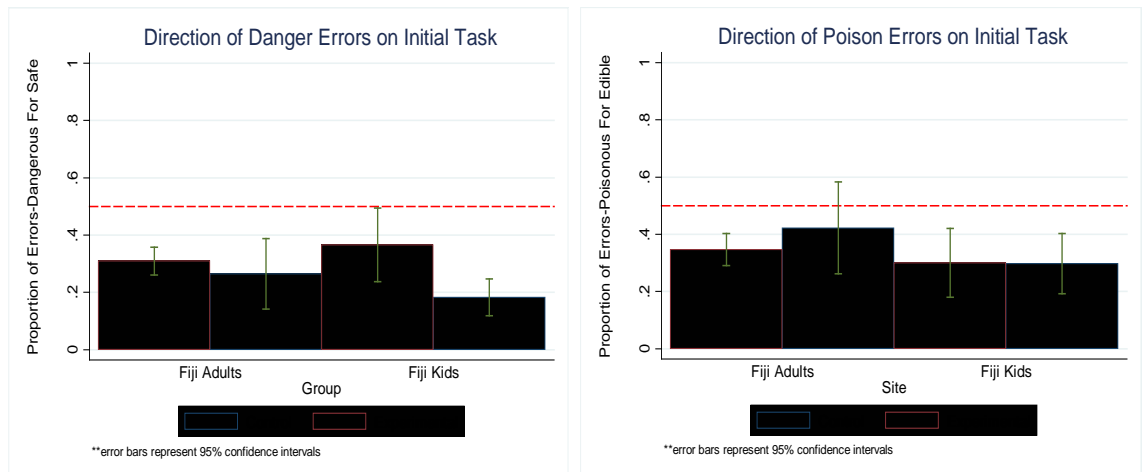 Direction of Danger Errors on Initial Task
Proportion of Errors-Dangerous For Safe
1
.8
.6
.4
.2
0
Fiji Adults
Fiji Kids
Group
**error bars represent 95% confidence intervals
Direction of Poison Errors on Initial Task
Proportion of Errors-Poisonous For Edible
1
.8
.6
.4
.2
0
Fiji Adults
Fiji Kids
Site
**error bars represent 95% confidence intervals